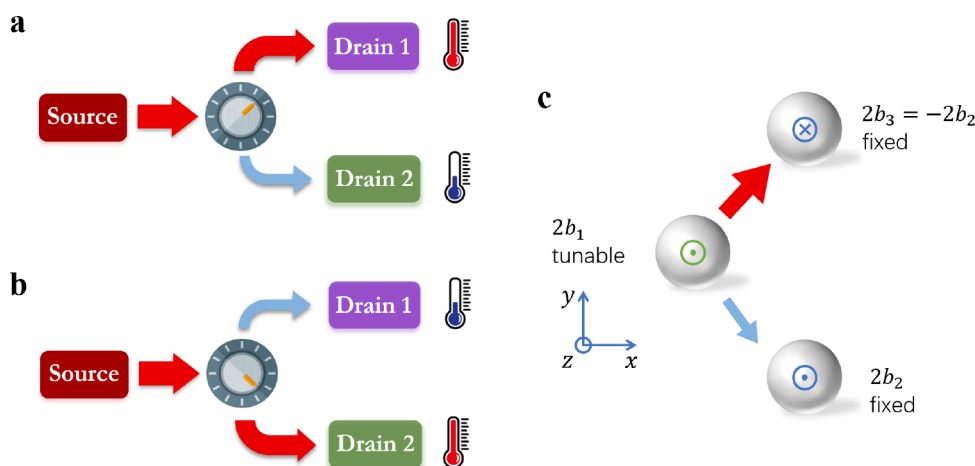 a
Source
Drain 1
Drain 2
b
Source
Drain 1
Drain 2
c
2b₃ = −2b₂
fixed
2b₁
tunable
y
z
x
2b₂
fixed